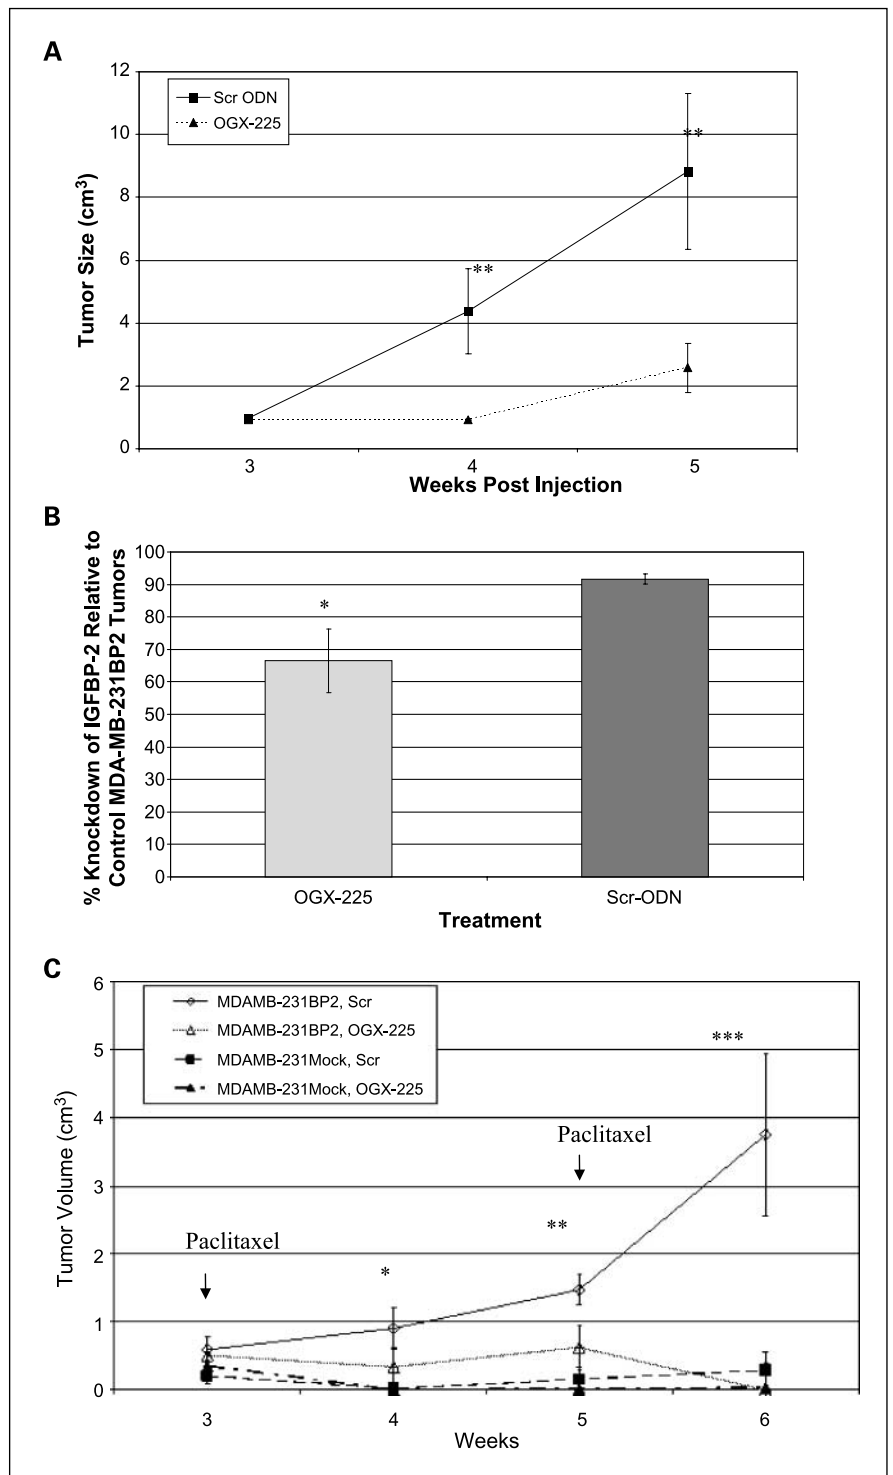 A
12
10
8
6
4
2
0
Tumor Size (cm³)
Scr ODN
OGX-225
**
**
3 4 5
Weeks Post Injection
B
% Knockdown of IGFBP-2 Relative to
Control MDA-MB-231BP2 Tumors
100
90
80
70
60
50
40
30
20
10
0
*
OGX-225 Scr-ODN
Treatment
C
6
5
4
3
2
1
0
Tumor Volume (cm³)
MDAMB-231BP2, Scr
MDAMB-231BP2, OGX-225
MDAMB-231Mock, Scr
MDAMB-231Mock, OGX-225
***
Paclitaxel
**
Paclitaxel
*
3 4 5 6
Weeks